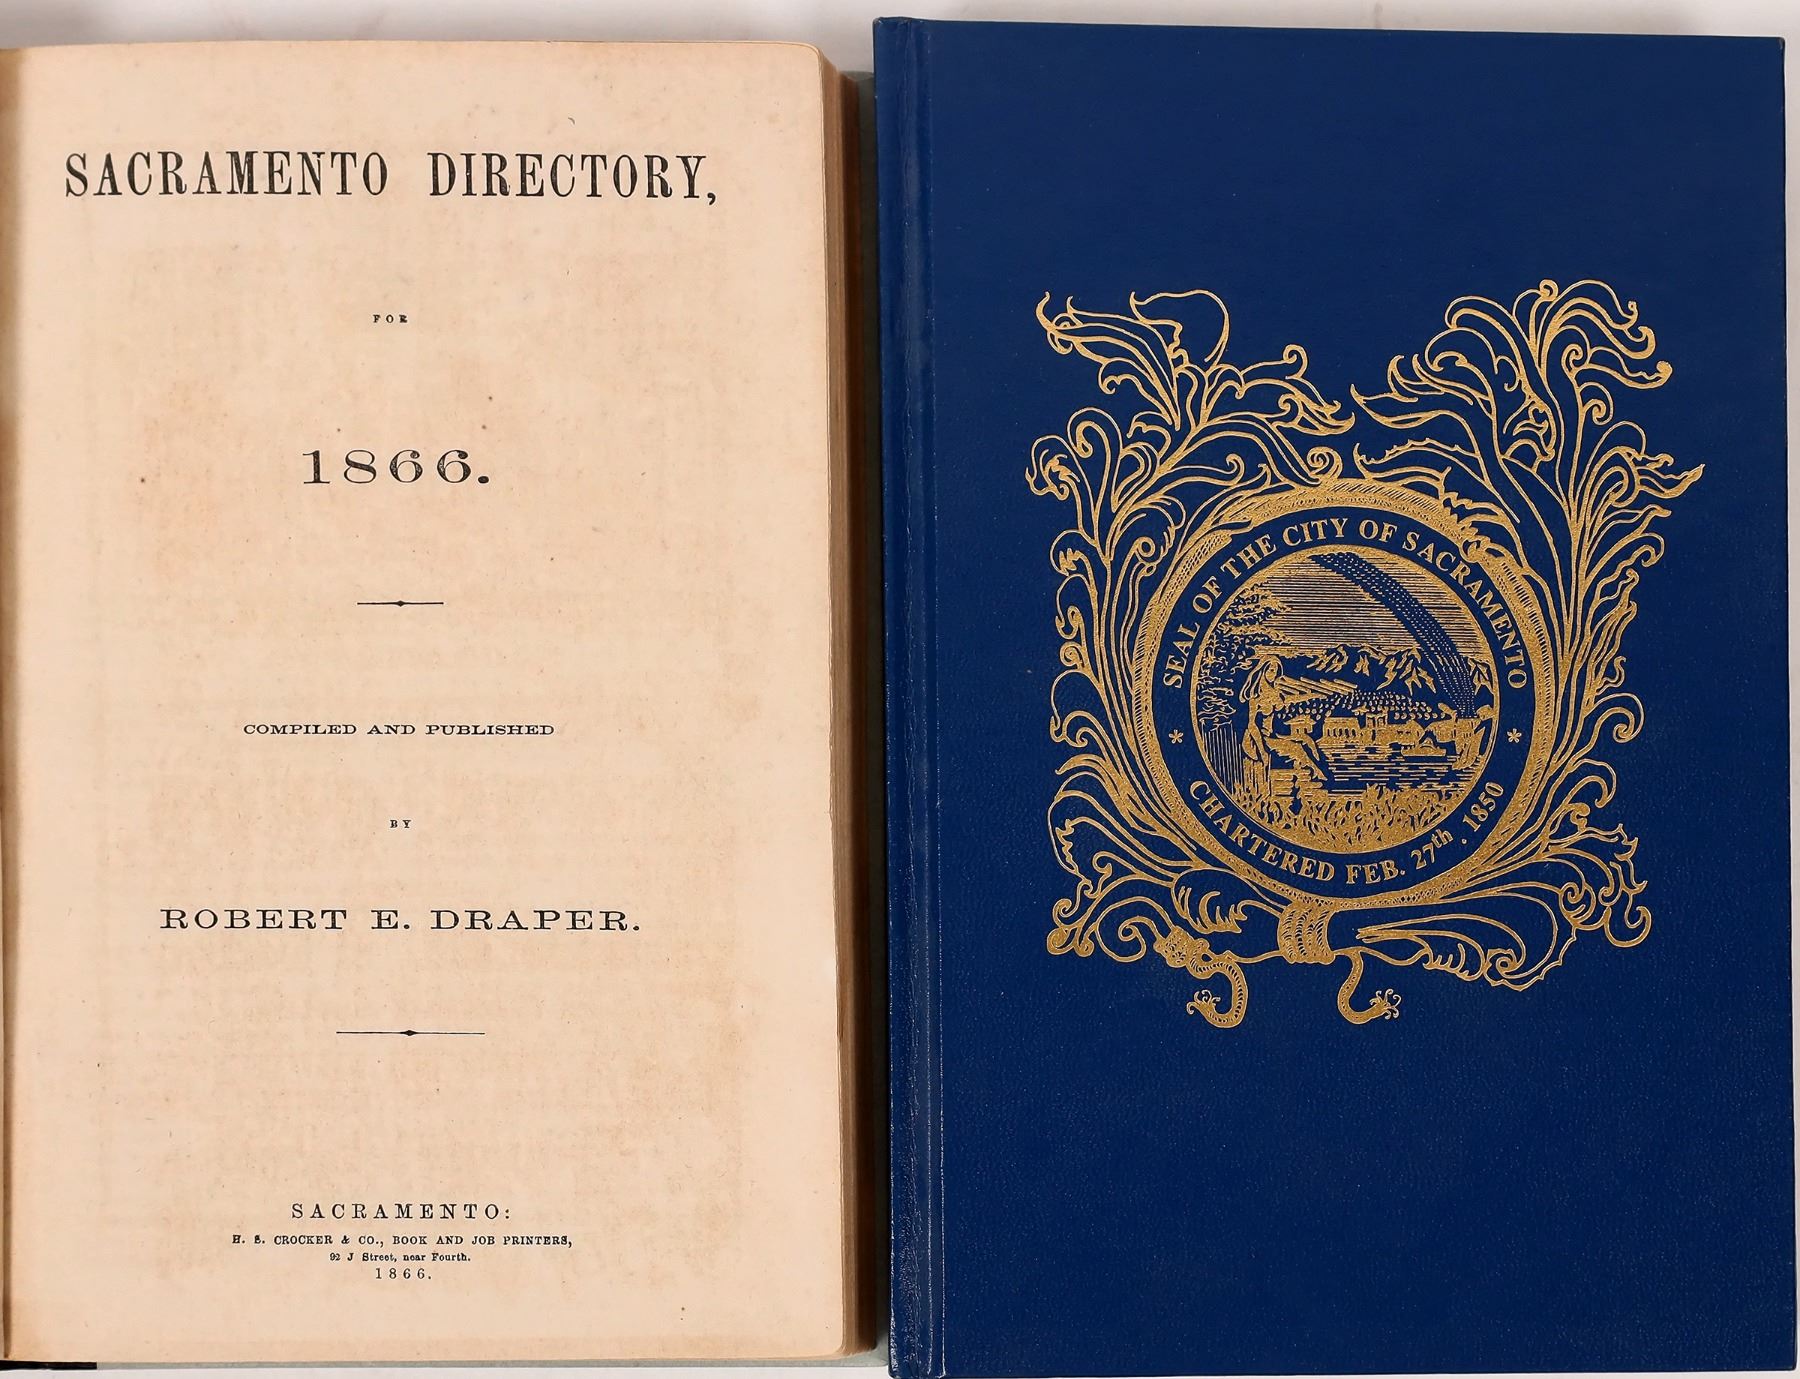 SACRAMENTO DIRECTORY,
FOR
1866.
COMPILED AND PUBLISHED
BY
ROBERT E. DRAPER.
SACRAMENTO:
H. S. CROCKER & CO., BOOK AND JOB PRINTERS,
92 J Street, near Fourth.
1866.
SEAL OF THE CITY OF SACRAMENTO
* CHARTERED FEB. 27th. 1850 *